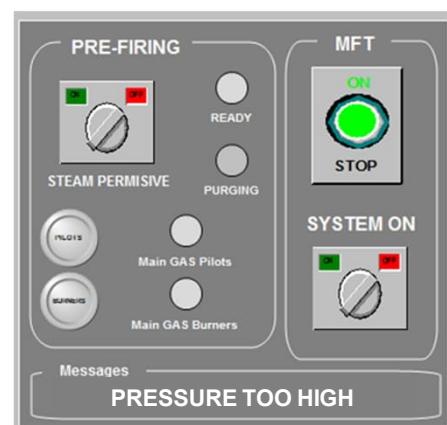 PRE-FIRING
ON OFF
READY
STEAM PERMISIVE
PURGING
PILOTS
Main GAS Pilots
BURNERS
Main GAS Burners
MFT
ON
STOP
SYSTEM ON
ON OFF
Messages
PRESSURE TOO HIGH